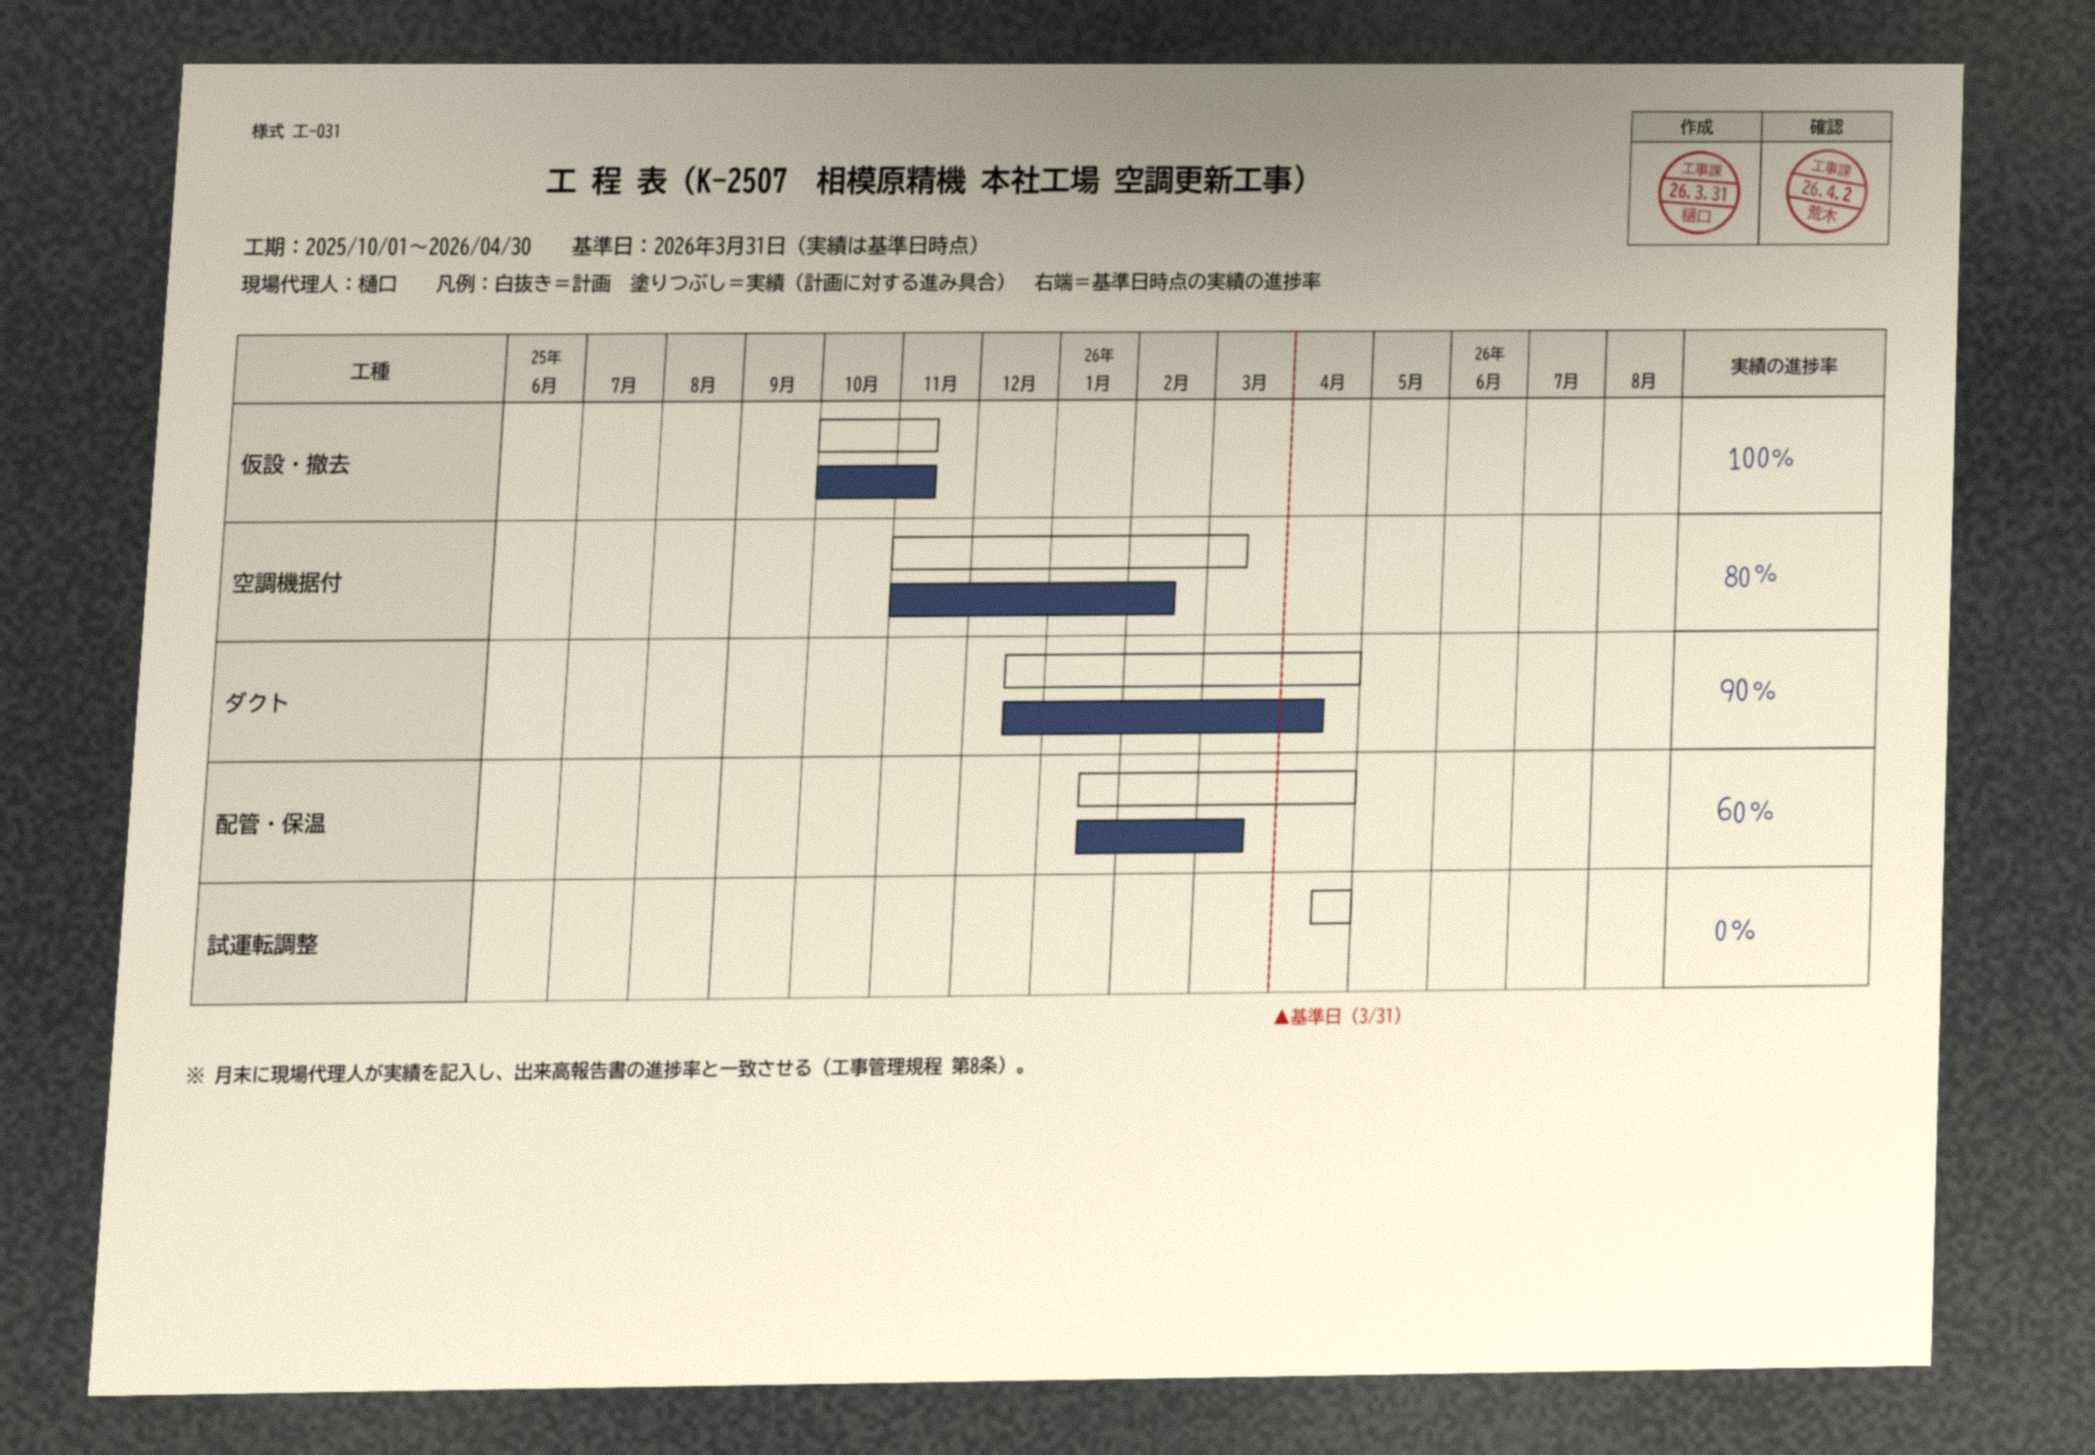 様式 工-031
作成 確認
工事課 26.3.31 樋口
工事課 26.4.2 荒木
工 程 表（K-2507 相模原精機 本社工場 空調更新工事）
工期：2025/10/01～2026/04/30 基準日：2026年3月31日（実績は基準日時点）
現場代理人：樋口 凡例：白抜き＝計画 塗りつぶし＝実績（計画に対する進み具合） 右端＝基準日時点の実績の進捗率
工種 25年6月 7月 8月 9月 10月 11月 12月 26年1月 2月 3月 4月 5月 26年6月 7月 8月 実績の進捗率
仮設・撤去 100%
空調機据付 80%
ダクト 90%
配管・保温 60%
試運転調整 0%
▲基準日（3/31）
※ 月末に現場代理人が実績を記入し、出来高報告書の進捗率と一致させる（工事管理規程 第8条）。